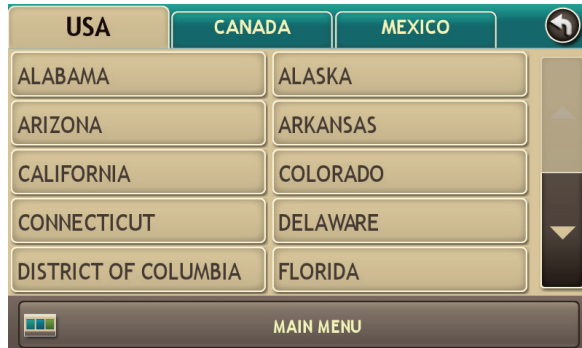 USA CANADA MEXICO
ALABAMA ALASKA
ARIZONA ARKANSAS
CALIFORNIA COLORADO
CONNECTICUT DELAWARE
DISTRICT OF COLUMBIA FLORIDA
MAIN MENU